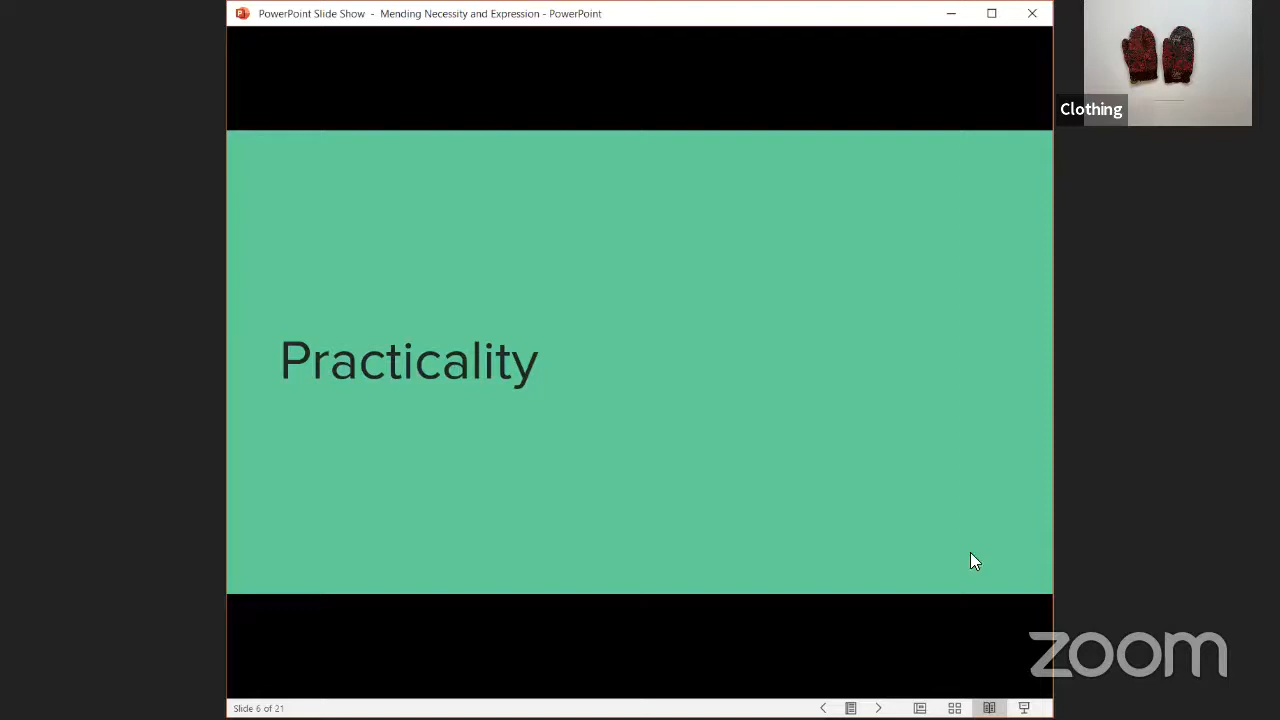 PowerPoint Slide Show - Mending Necessity and Expression - PowerPoint
Clothing
Practicality
zoom
Slide 6 of 21